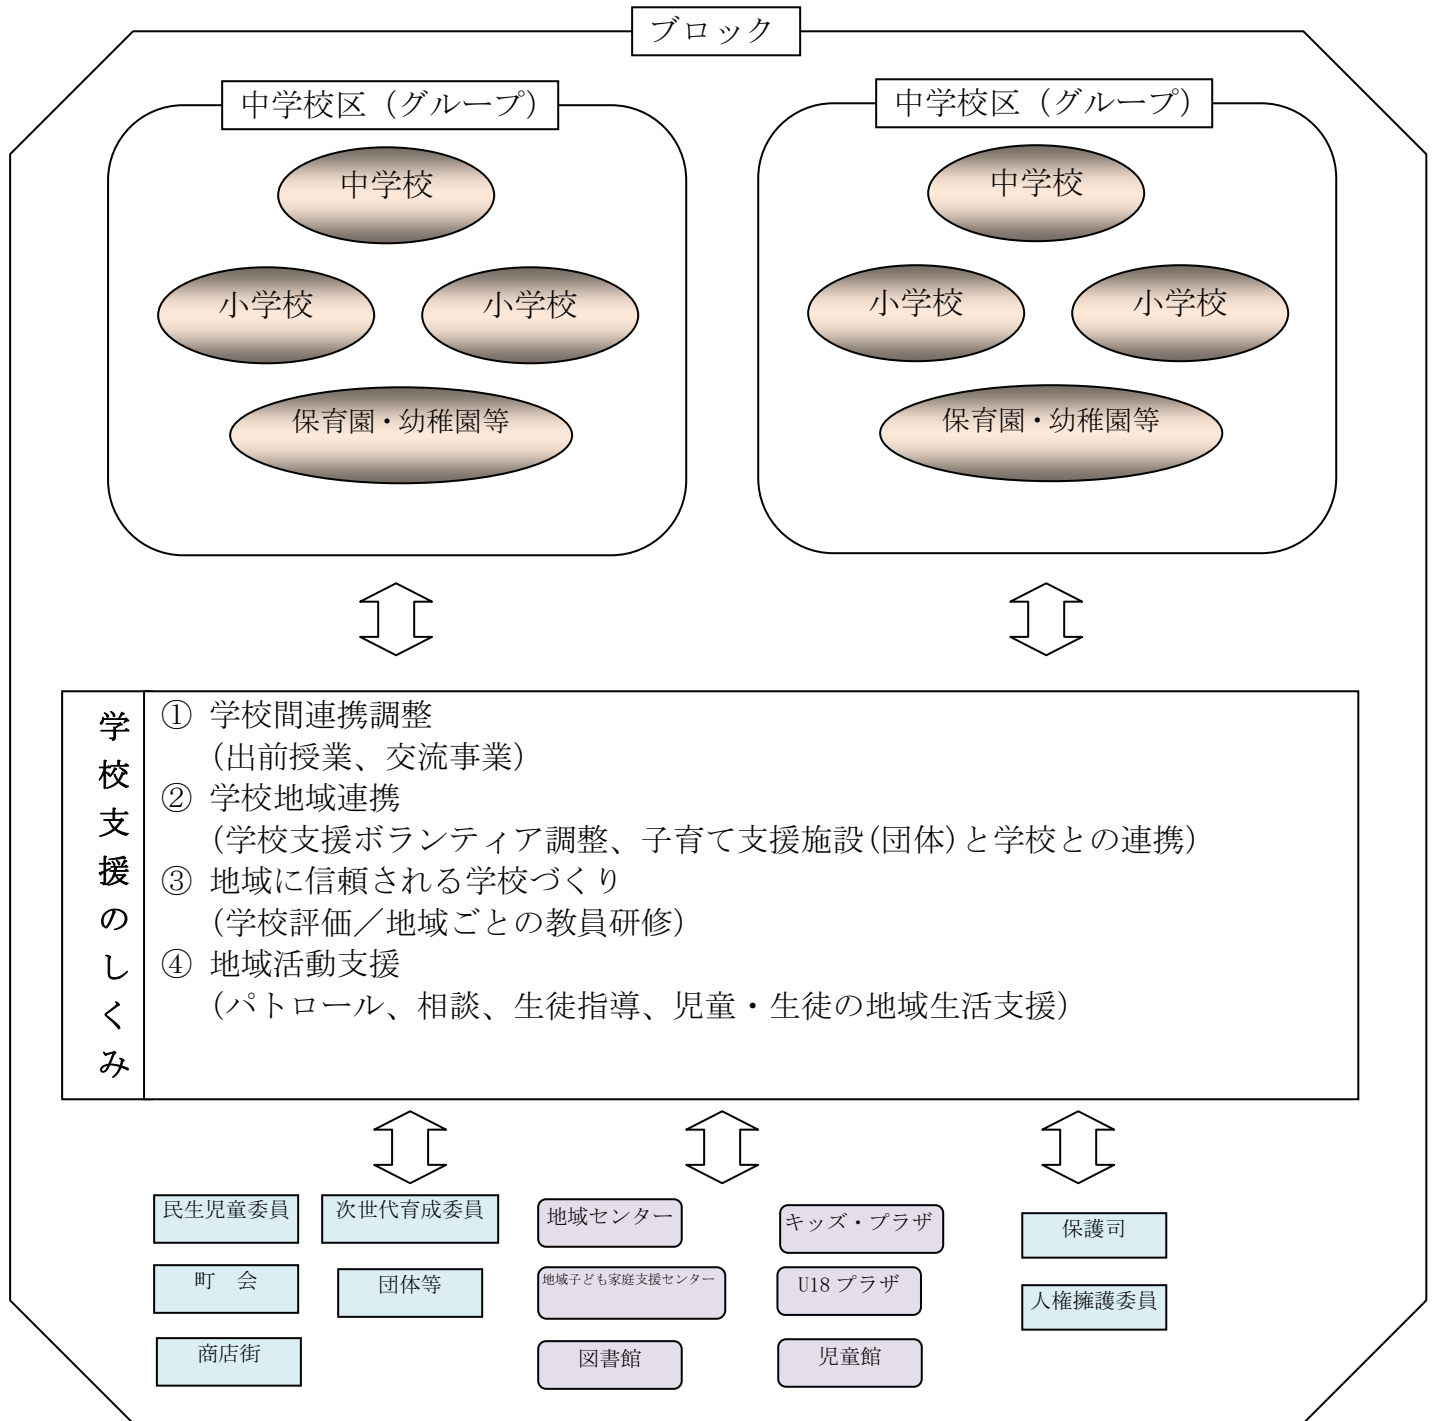 ブロック
中学校区（グループ）
中学校
小学校
小学校
保育園・幼稚園等
中学校区（グループ）
中学校
小学校
小学校
保育園・幼稚園等
学校支援のしくみ
① 学校間連携調整
（出前授業、交流事業）
② 学校地域連携
（学校支援ボランティア調整、子育て支援施設(団体)と学校との連携）
③ 地域に信頼される学校づくり
（学校評価／地域ごとの教員研修）
④ 地域活動支援
（パトロール、相談、生徒指導、児童・生徒の地域生活支援）
民生児童委員
次世代育成委員
町　会
団体等
商店街
地域センター
キッズ・プラザ
地域子ども家庭支援センター
U18 プラザ
図書館
児童館
保護司
人権擁護委員